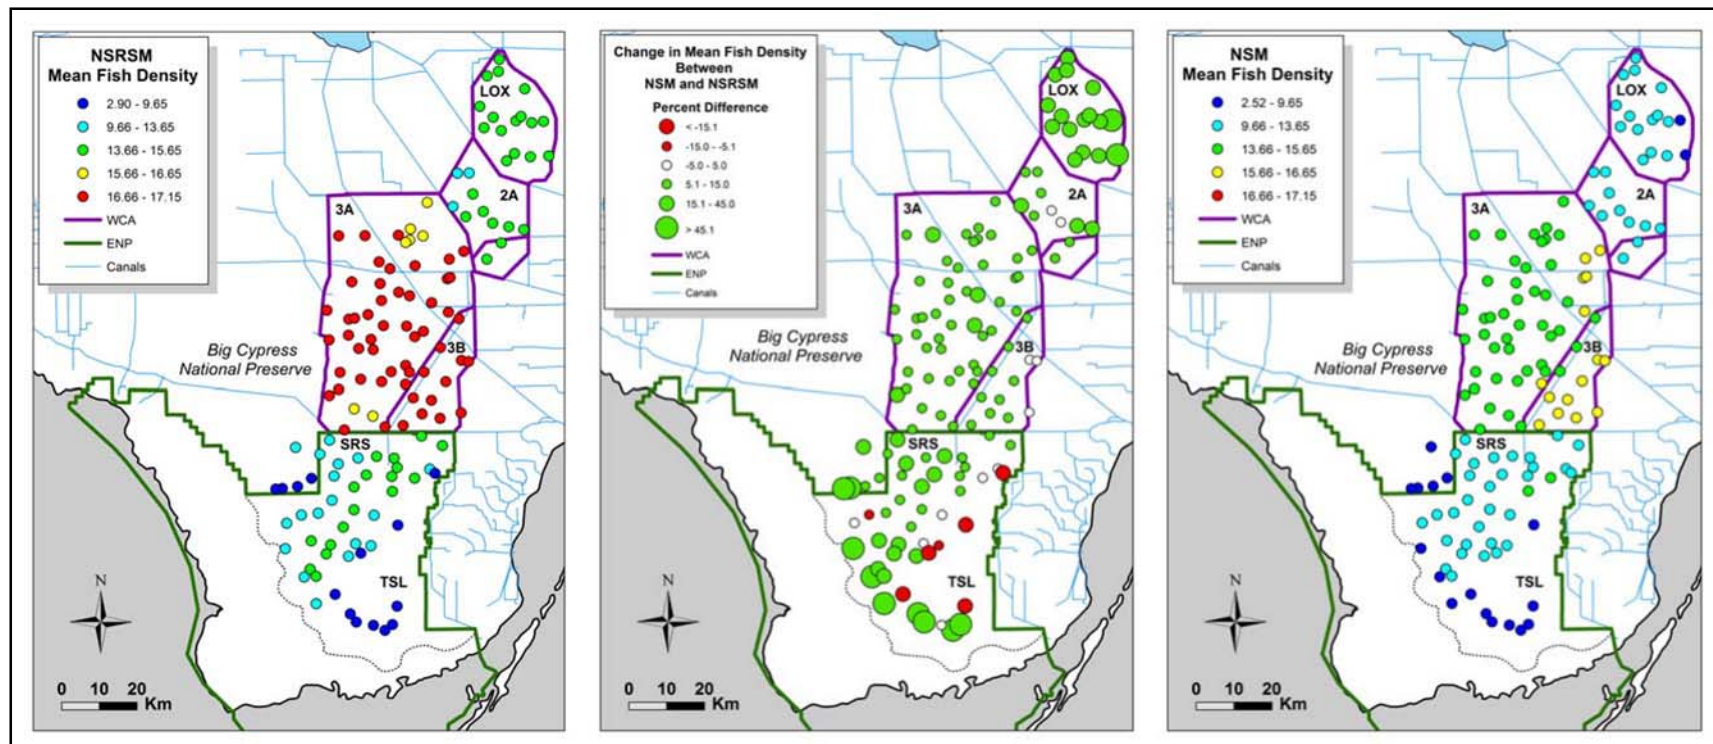 NSRSM
Mean Fish Density
2.90 - 9.65
9.66 - 13.65
13.66 - 15.65
15.66 - 16.65
16.66 - 17.15
WCA
ENP
Canals
LOX
2A
3A
3B
Big Cypress
National Preserve
SRS
TSL
N
0 10 20
Km
Change in Mean Fish Density
Between
NSM and NSRSM
Percent Difference
< -15.1
-15.0 - -5.1
-5.0 - 5.0
5.1 - 15.0
15.1 - 45.0
> 45.1
WCA
ENP
Canals
LOX
2A
3A
3B
Big Cypress
National Preserve
SRS
TSL
N
0 10 20
Km
NSM
Mean Fish Density
2.52 - 9.65
9.66 - 13.65
13.66 - 15.65
15.66 - 16.65
16.66 - 17.15
WCA
ENP
Canals
LOX
2A
3A
3B
Big Cypress
National Preserve
SRS
TSL
N
0 10 20
Km